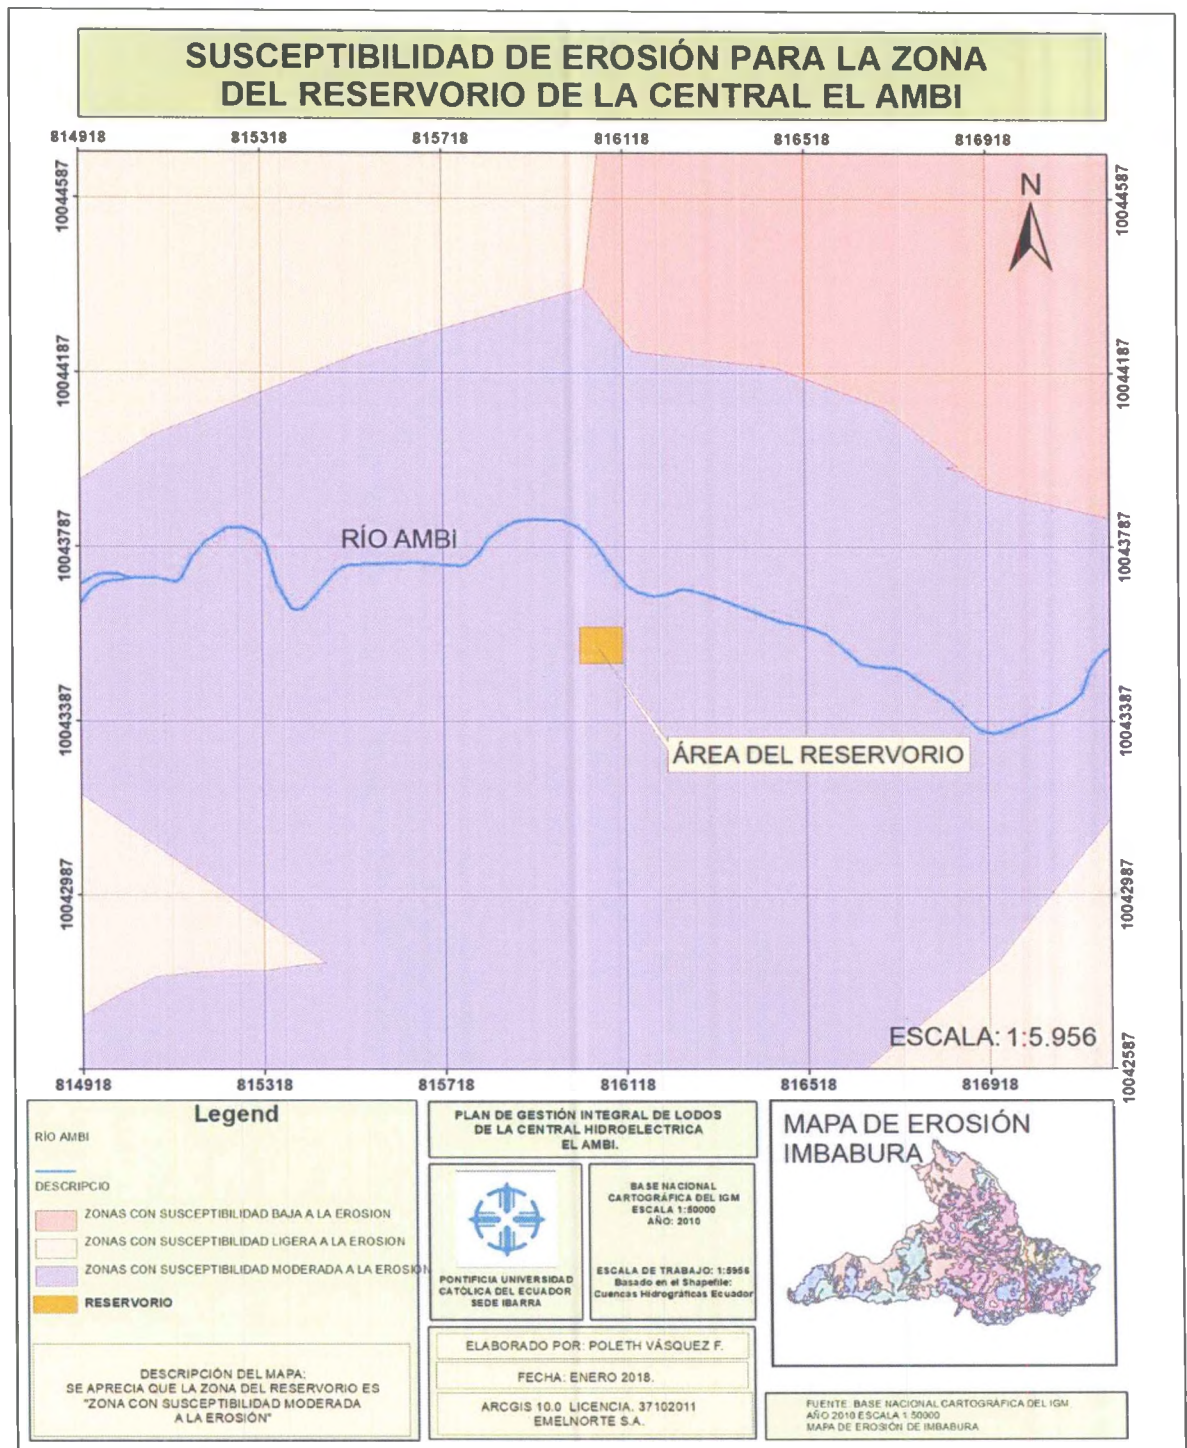 SUSCEPTIBILIDAD DE EROSIÓN PARA LA ZONA
DEL RESERVORIO DE LA CENTRAL EL AMBI
814918 815318 815718 816118 816518 816918
10044587
10044187
10043787
10043387
10042987
10044587
10044187
10043787
10043387
10042987
10042587
N
RÍO AMBI
ÁREA DEL RESERVORIO
ESCALA: 1:5.956
814918 815318 815718 816118 816518 816918
Legend
RÍO AMBI
DESCRIPCIO
ZONAS CON SUSCEPTIBILIDAD BAJA A LA EROSION
ZONAS CON SUSCEPTIBILIDAD LIGERA A LA EROSION
ZONAS CON SUSCEPTIBILIDAD MODERADA A LA EROSIÓN
RESERVORIO
DESCRIPCIÓN DEL MAPA:
SE APRECIA QUE LA ZONA DEL RESERVORIO ES
"ZONA CON SUSCEPTIBILIDAD MODERADA
A LA EROSIÓN"
PLAN DE GESTIÓN INTEGRAL DE LODOS
DE LA CENTRAL HIDROELECTRICA
EL AMBI.
PONTIFICIA UNIVERSIDAD
CATÓLICA DEL ECUADOR
SEDE IBARRA
BASE NACIONAL
CARTOGRÁFICA DEL IGM
ESCALA 1:50000
AÑO: 2010
ESCALA DE TRABAJO: 1:5956
Basado en el Shapefile:
Cuencas Hidrográficas Ecuador
ELABORADO POR: POLETH VÁSQUEZ F.
FECHA: ENERO 2018.
ARCGIS 10.0 LICENCIA. 37102011
EMELNORTE S.A.
MAPA DE EROSIÓN
IMBABURA
FUENTE: BASE NACIONAL CARTOGRÁFICA DEL IGM
AÑO 2010 ESCALA 1:50000
MAPA DE EROSIÓN DE IMBABURA